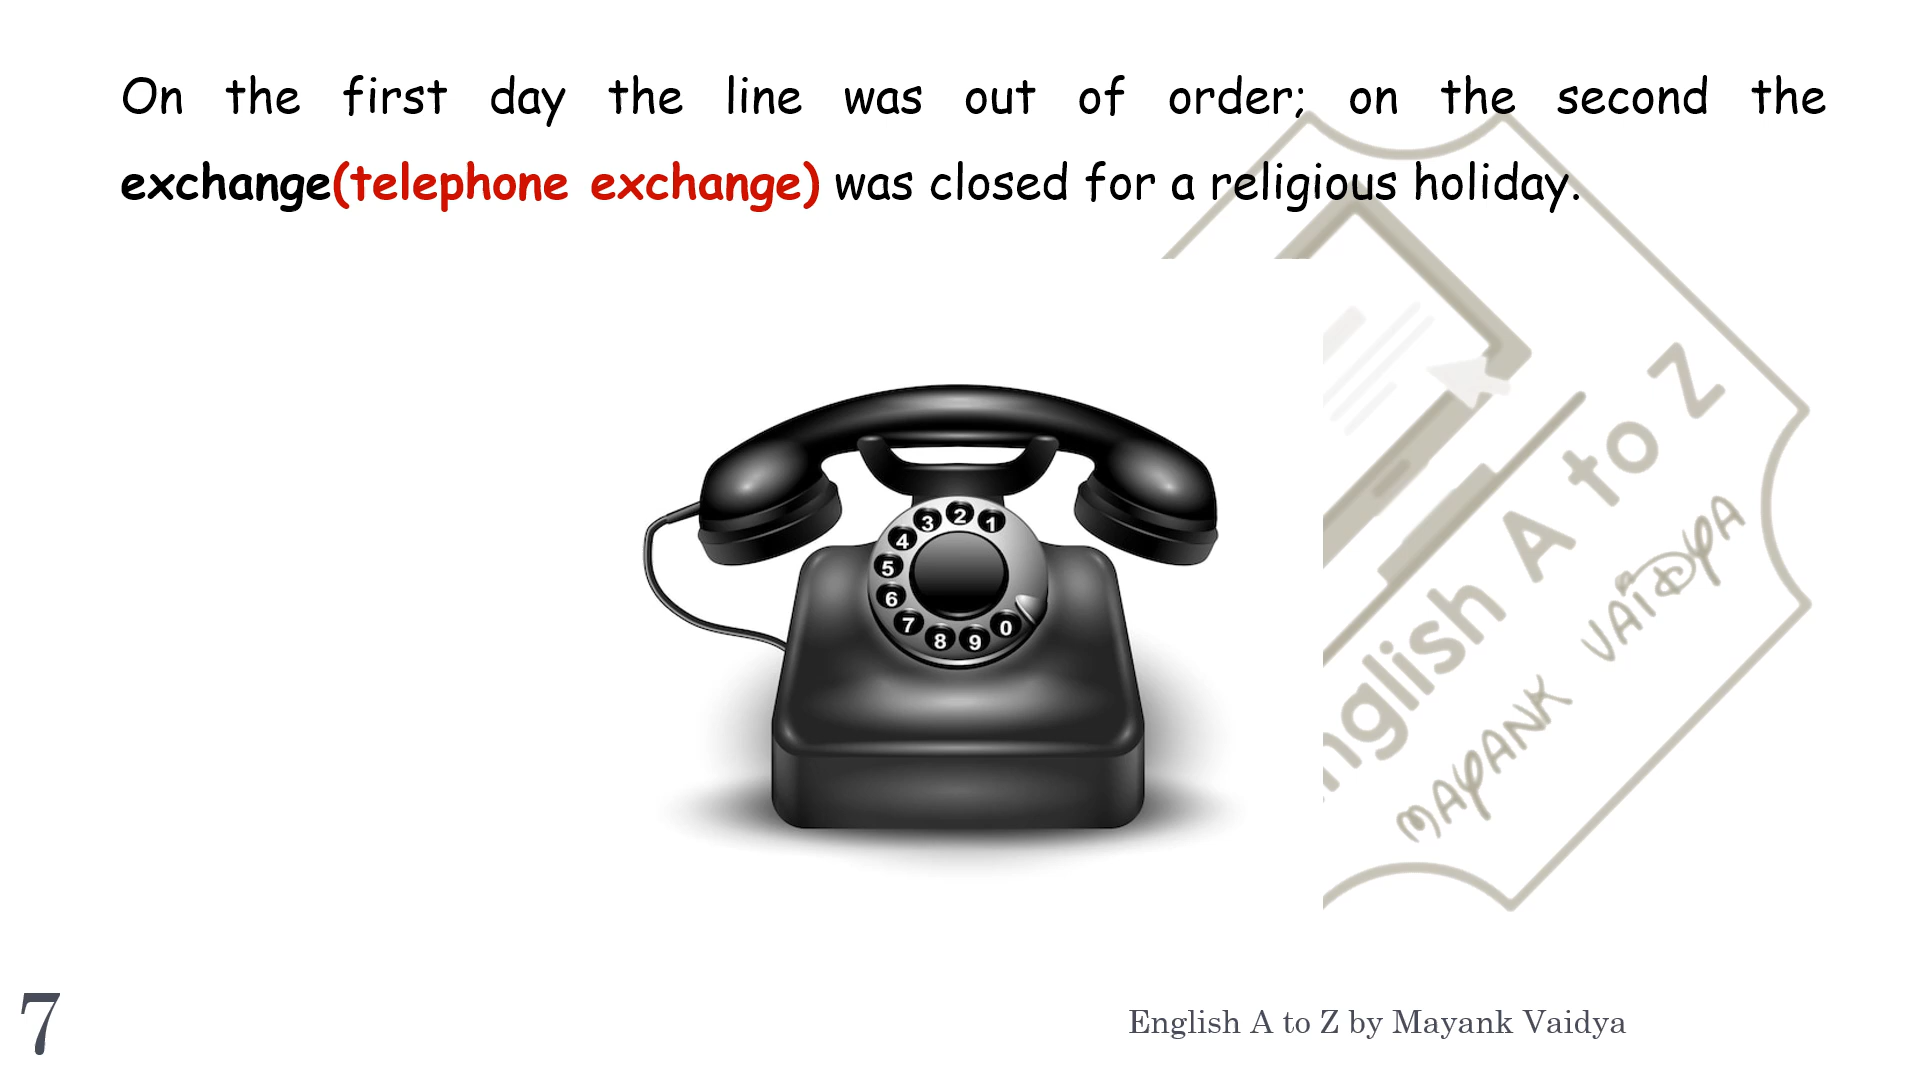 On the first day the line was out of order; on the second the
exchange(telephone exchange) was closed for a religious holiday.
1
2
3
4
5
6
7
8
9
0
nglish A to Z
MAYANK VAIDYA
7
English A to Z by Mayank Vaidya